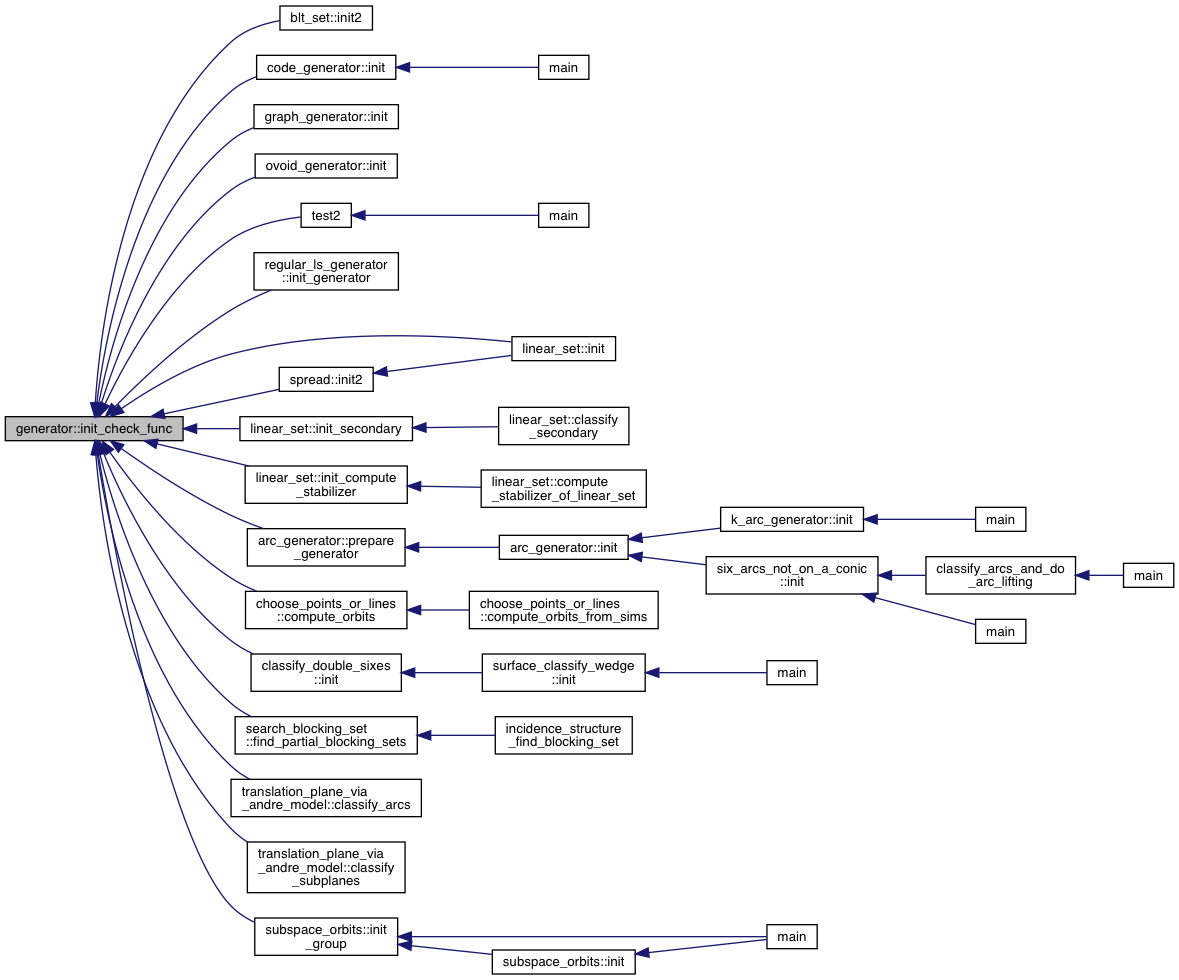 blt_set::init2
code_generator::init
main
graph_generator::init
ovoid_generator::init
test2
main
regular_ls_generator
::init_generator
linear_set::init
spread::init2
generator::init_check_func
linear_set::init_secondary
linear_set::classify
_secondary
linear_set::init_compute
_stabilizer
linear_set::compute
_stabilizer_of_linear_set
arc_generator::prepare
_generator
arc_generator::init
k_arc_generator::init
main
six_arcs_not_on_a_conic
::init
classify_arcs_and_do
_arc_lifting
main
main
choose_points_or_lines
::compute_orbits
choose_points_or_lines
::compute_orbits_from_sims
classify_double_sixes
::init
surface_classify_wedge
::init
main
search_blocking_set
::find_partial_blocking_sets
incidence_structure
_find_blocking_set
translation_plane_via
_andre_model::classify_arcs
translation_plane_via
_andre_model::classify
_subplanes
subspace_orbits::init
_group
main
subspace_orbits::init